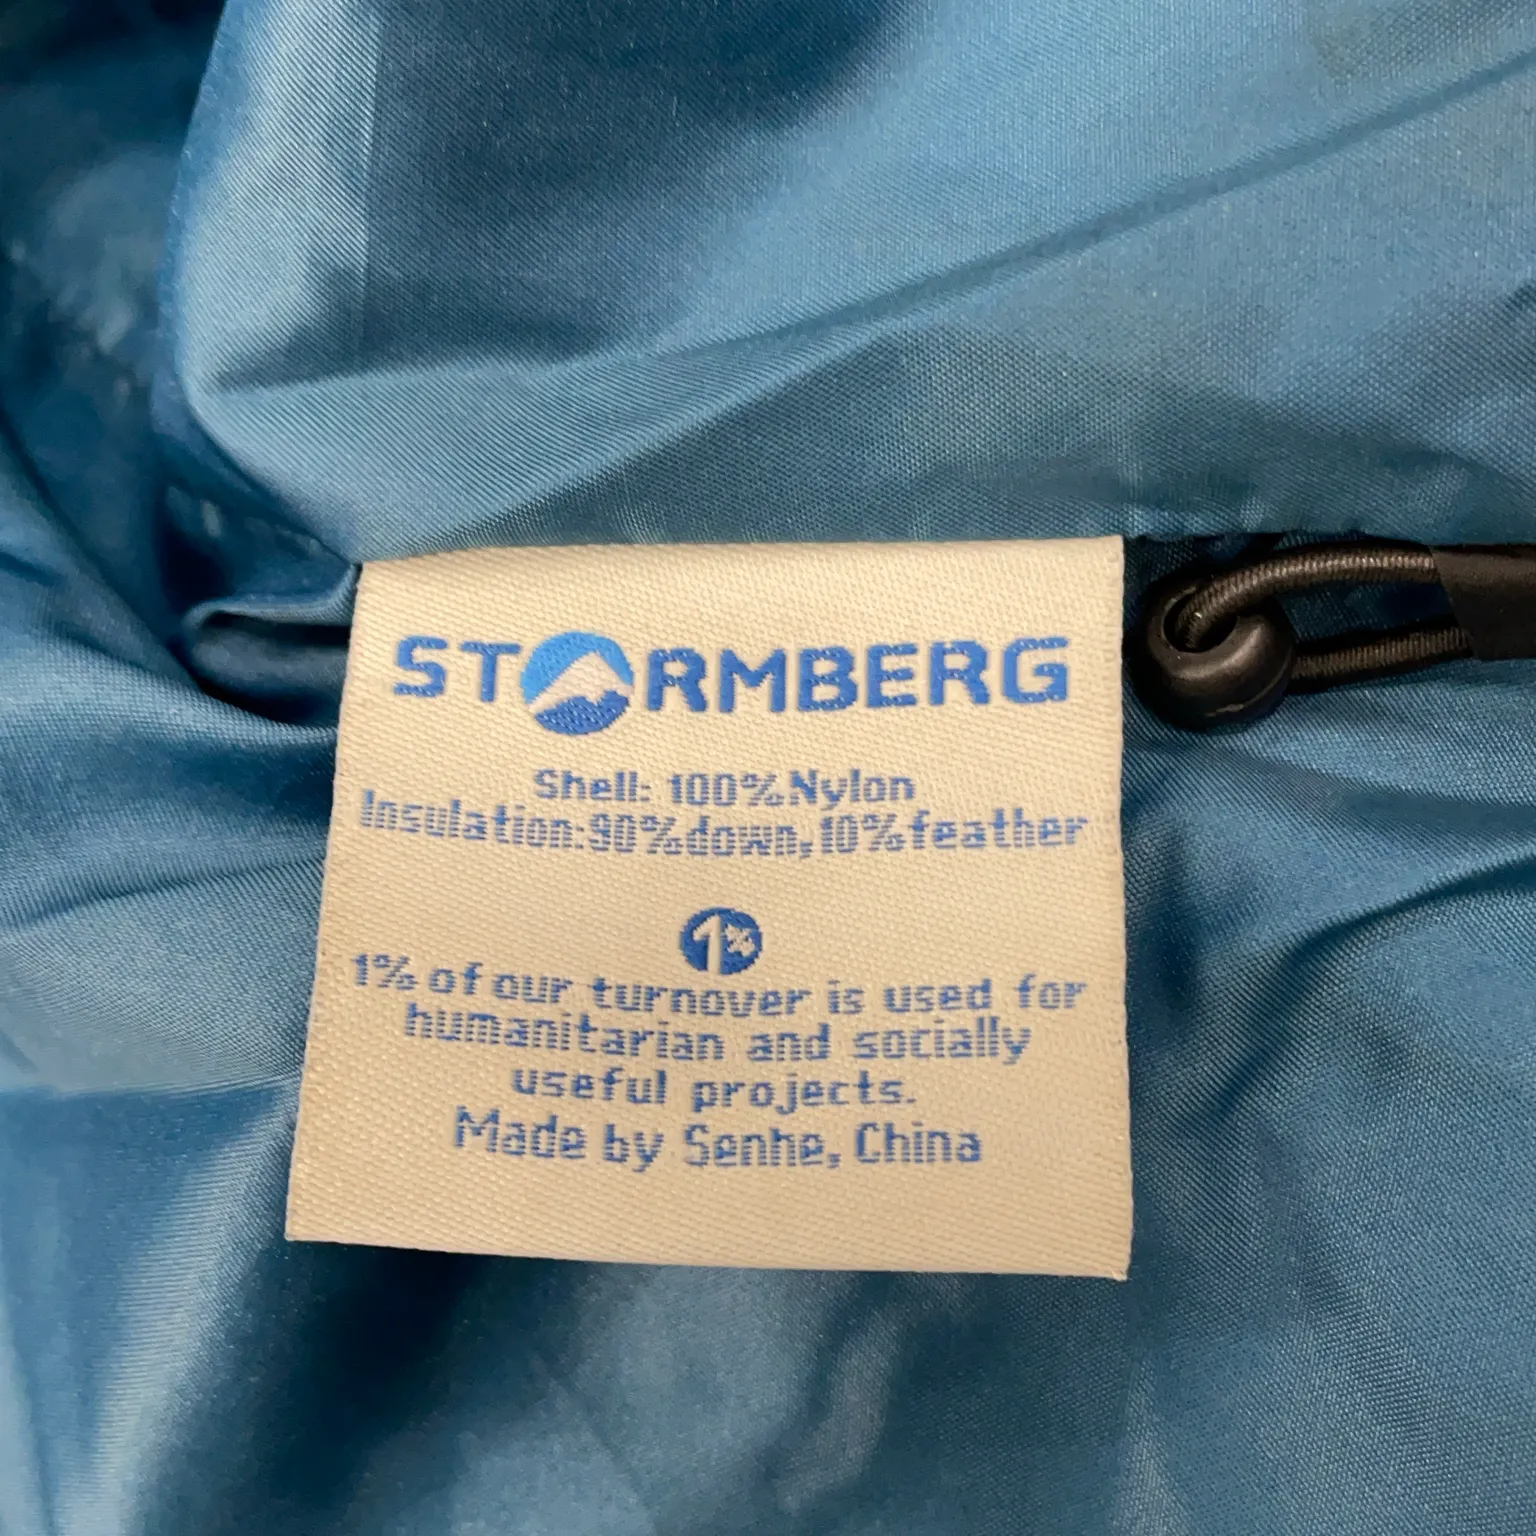 STORMBERG
Shell: 100%Nylon
Insulation:90%down,10%feather
1%
1% of our turnover is used for
humanitarian and socially
useful projects.
Made by Senhe, China